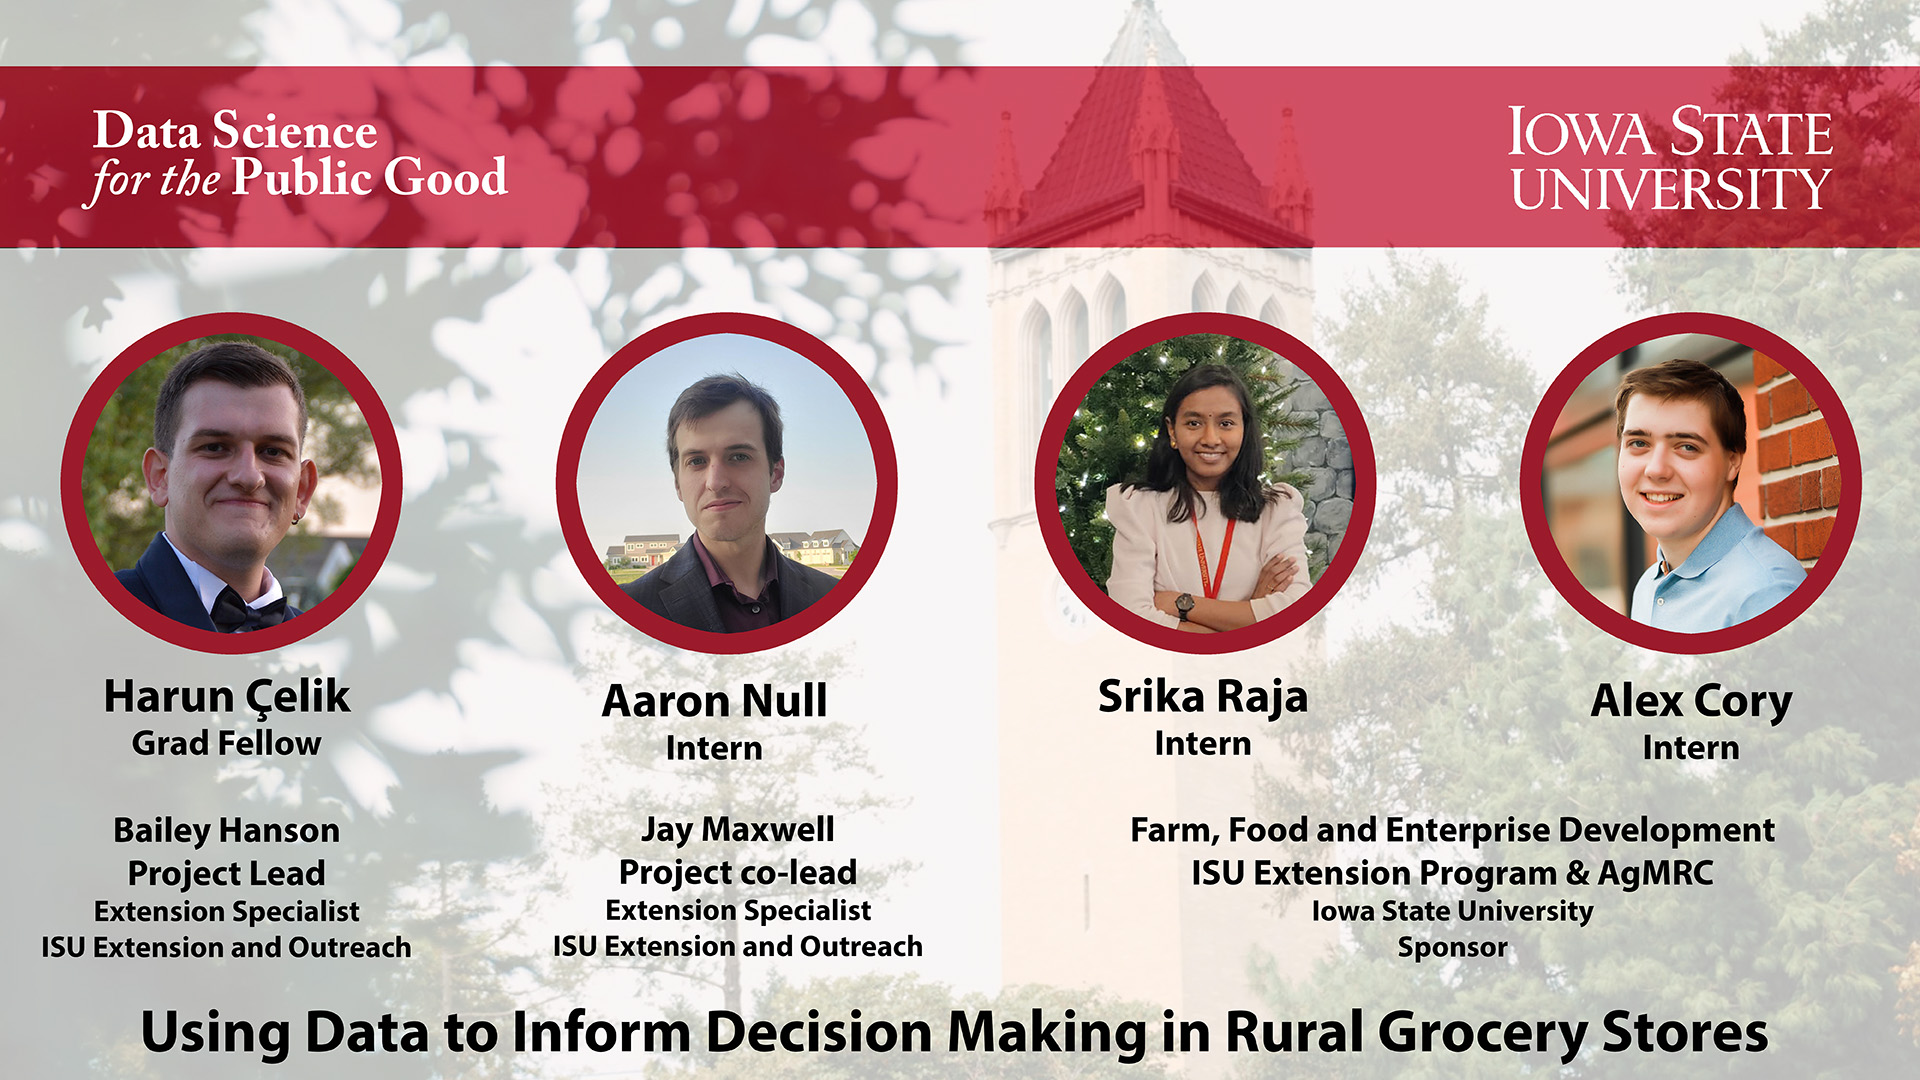 Data Science
for the Public Good
IOWA STATE
UNIVERSITY
Harun Çelik
Grad Fellow
Aaron Null
Intern
Srika Raja
Intern
Alex Cory
Intern
Bailey Hanson
Project Lead
Extension Specialist
ISU Extension and Outreach
Jay Maxwell
Project co-lead
Extension Specialist
ISU Extension and Outreach
Farm, Food and Enterprise Development
ISU Extension Program & AgMRC
Iowa State University
Sponsor
Using Data to Inform Decision Making in Rural Grocery Stores